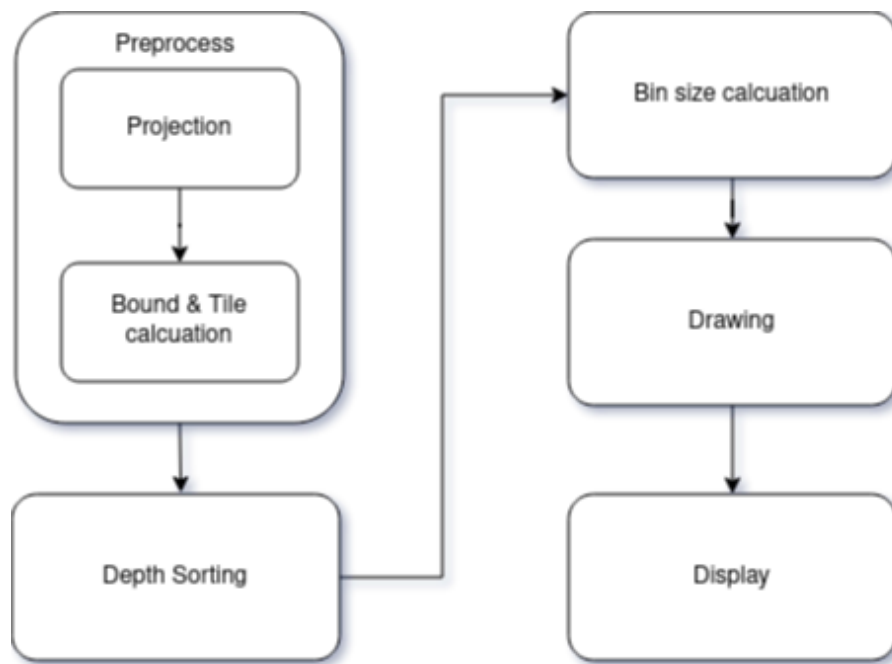 Preprocess
Projection
Bound & Tile
calcuation
Depth Sorting
Bin size calcuation
Drawing
Display